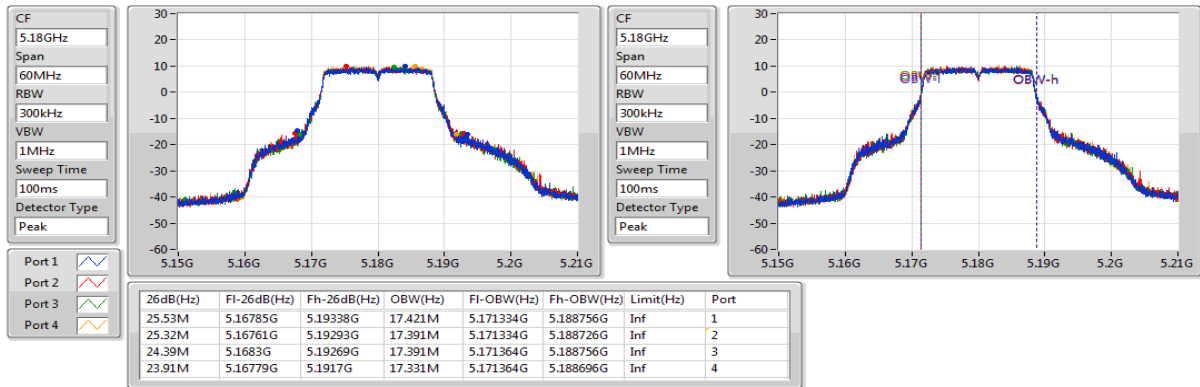 CF
5.18GHz
Span
60MHz
RBW
300kHz
VBW
1MHz
Sweep Time
100ms
Detector Type
Peak
30
20
10
0
-10
-20
-30
-40
-50
-60
5.15G 5.16G 5.17G 5.18G 5.19G 5.2G 5.21G
CF
5.18GHz
Span
60MHz
RBW
300kHz
VBW
1MHz
Sweep Time
100ms
Detector Type
Peak
30
20
10
0
-10
-20
-30
-40
-50
-60
OBW-l OBW-h
5.15G 5.16G 5.17G 5.18G 5.19G 5.2G 5.21G
Port 1
Port 2
Port 3
Port 4
26dB(Hz) Fl-26dB(Hz) Fh-26dB(Hz) OBW(Hz) Fl-OBW(Hz) Fh-OBW(Hz) Limit(Hz) Port
25.53M 5.16785G 5.19338G 17.421M 5.171334G 5.188756G Inf 1
25.32M 5.16761G 5.19293G 17.391M 5.171334G 5.188726G Inf 2
24.39M 5.1683G 5.19269G 17.391M 5.171364G 5.188756G Inf 3
23.91M 5.16779G 5.1917G 17.331M 5.171364G 5.188696G Inf 4